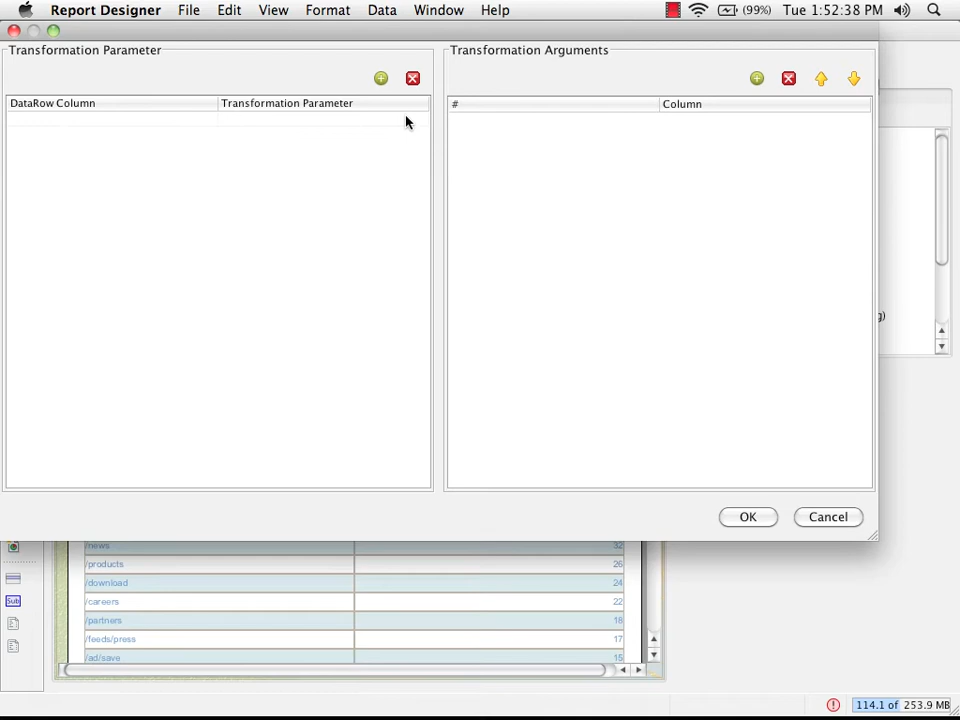 Report Designer File Edit View Format Data Window Help (99%) Tue 1:52:38 PM
Transformation Parameter
Transformation Arguments
DataRow Column Transformation Parameter
# Column
g)
OK Cancel
/news 32
/products 26
/download 24
/careers 22
Sub
/partners 18
/feeds/press 17
/ad/save 15
114.1 of 253.9 MB